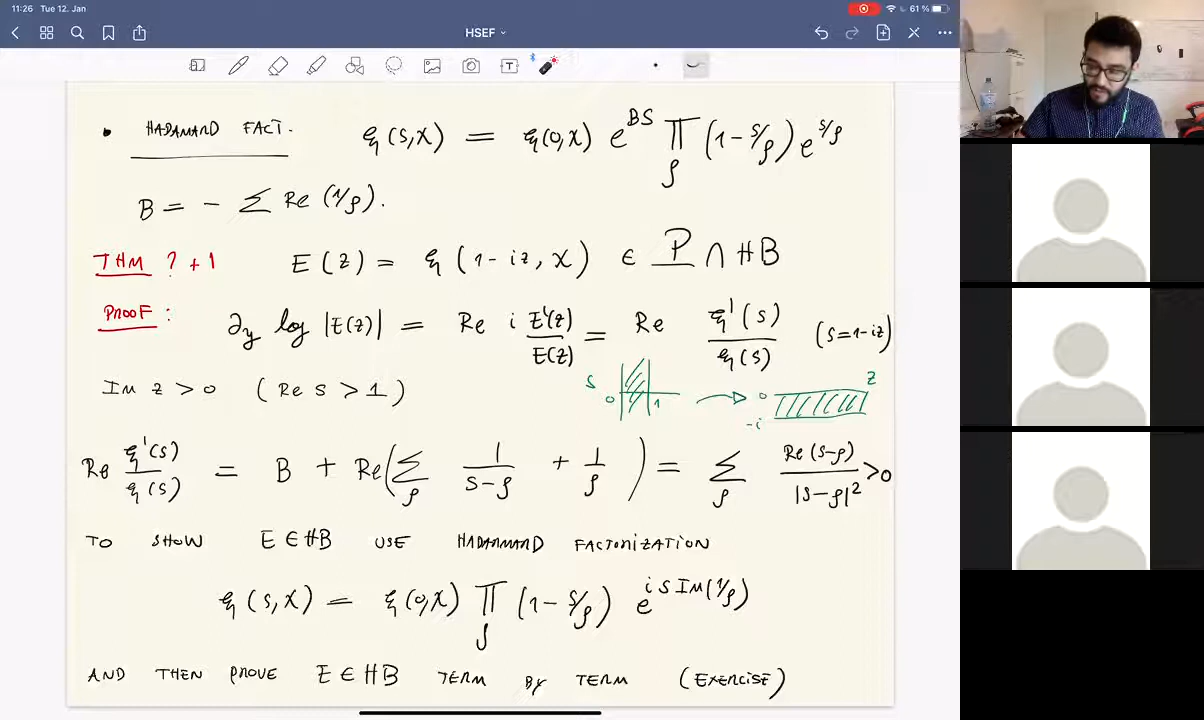 11:26 Tue 12. Jan
61 %
HSEF
• HADAMARD FACT. ξ(s,χ) = ξ(0,χ) e^{Bs} ∏_ρ (1-s/ρ) e^{s/ρ}
B = - Σ Re (1/ρ).
THM ? + 1 E(z) = ξ(1-iz, χ) ∈ P ∩ HB
PROOF : ∂_y log |E(z)| = Re i E'(z)/E(z) = Re ξ'(s)/ξ(s) (s=1-iz)
IM z > 0 (Re s > 1)
s 0 1 → 0 -i z
Re ξ'(s)/ξ(s) = B + Re(Σ_ρ 1/(s-ρ) + 1/ρ) = Σ_ρ Re(s-ρ)/|s-ρ|² > 0
TO SHOW E ∈ HB USE HADAMARD FACTORIZATION
ξ(s,χ) = ξ(0,χ) ∏_ρ (1-s/ρ) e^{is IM(1/ρ)}
AND THEN PROVE E ∈ HB TERM BY TERM (EXERCISE)